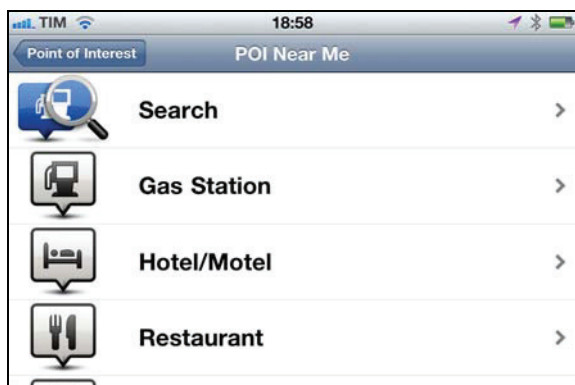 TIM 18:58
Point of Interest POI Near Me
Search
Gas Station
Hotel/Motel
Restaurant